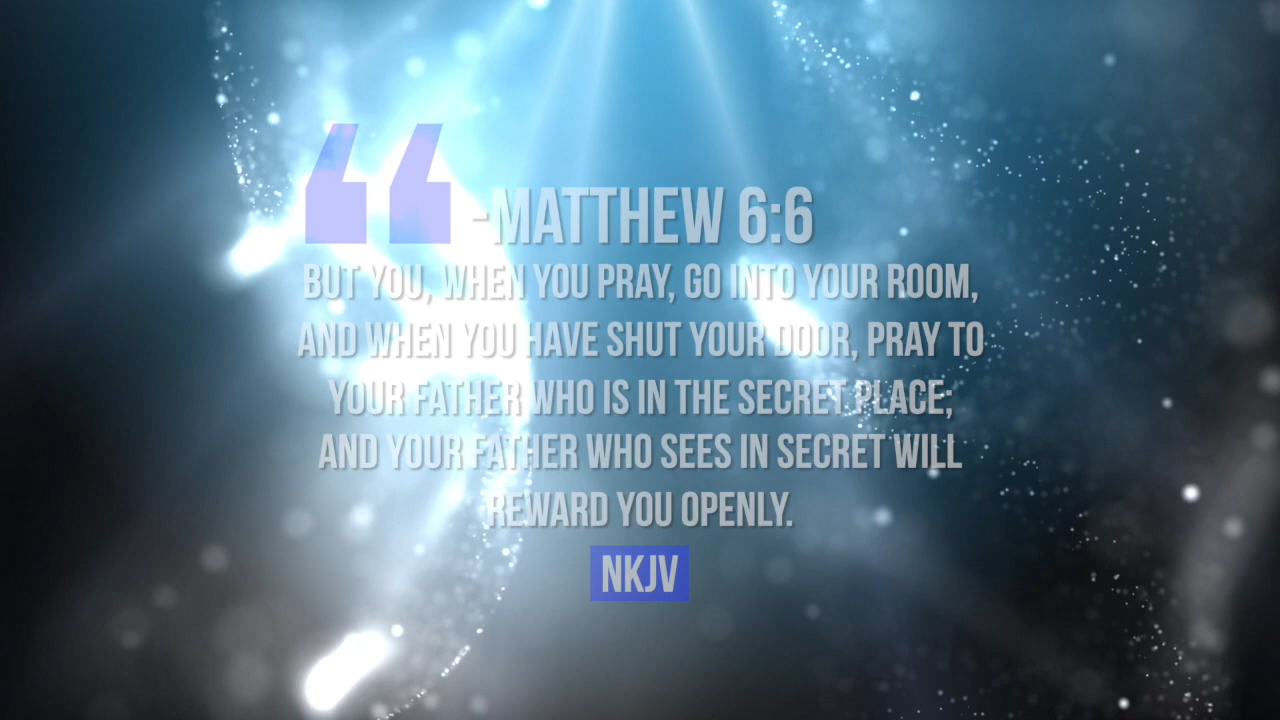 “ -MATTHEW 6:6
BUT YOU, WHEN YOU PRAY, GO INTO YOUR ROOM,
AND WHEN YOU HAVE SHUT YOUR DOOR, PRAY TO
YOUR FATHER WHO IS IN THE SECRET PLACE;
AND YOUR FATHER WHO SEES IN SECRET WILL
REWARD YOU OPENLY.
NKJV